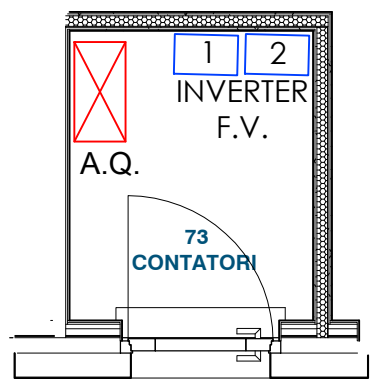 1 2
INVERTER
F.V.
A.Q.
73
CONTATORI